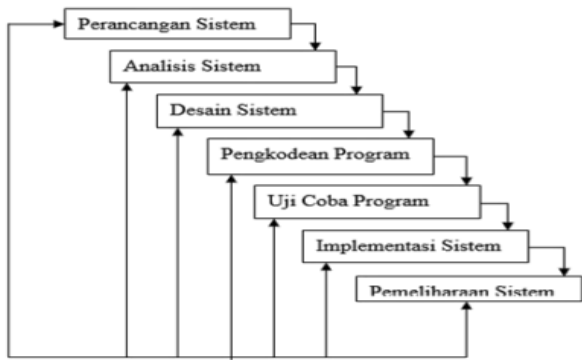 Perancangan Sistem
Analisis Sistem
Desain Sistem
Pengkodean Program
Uji Coba Program
Implementasi Sistem
Pemeliharaan Sistem